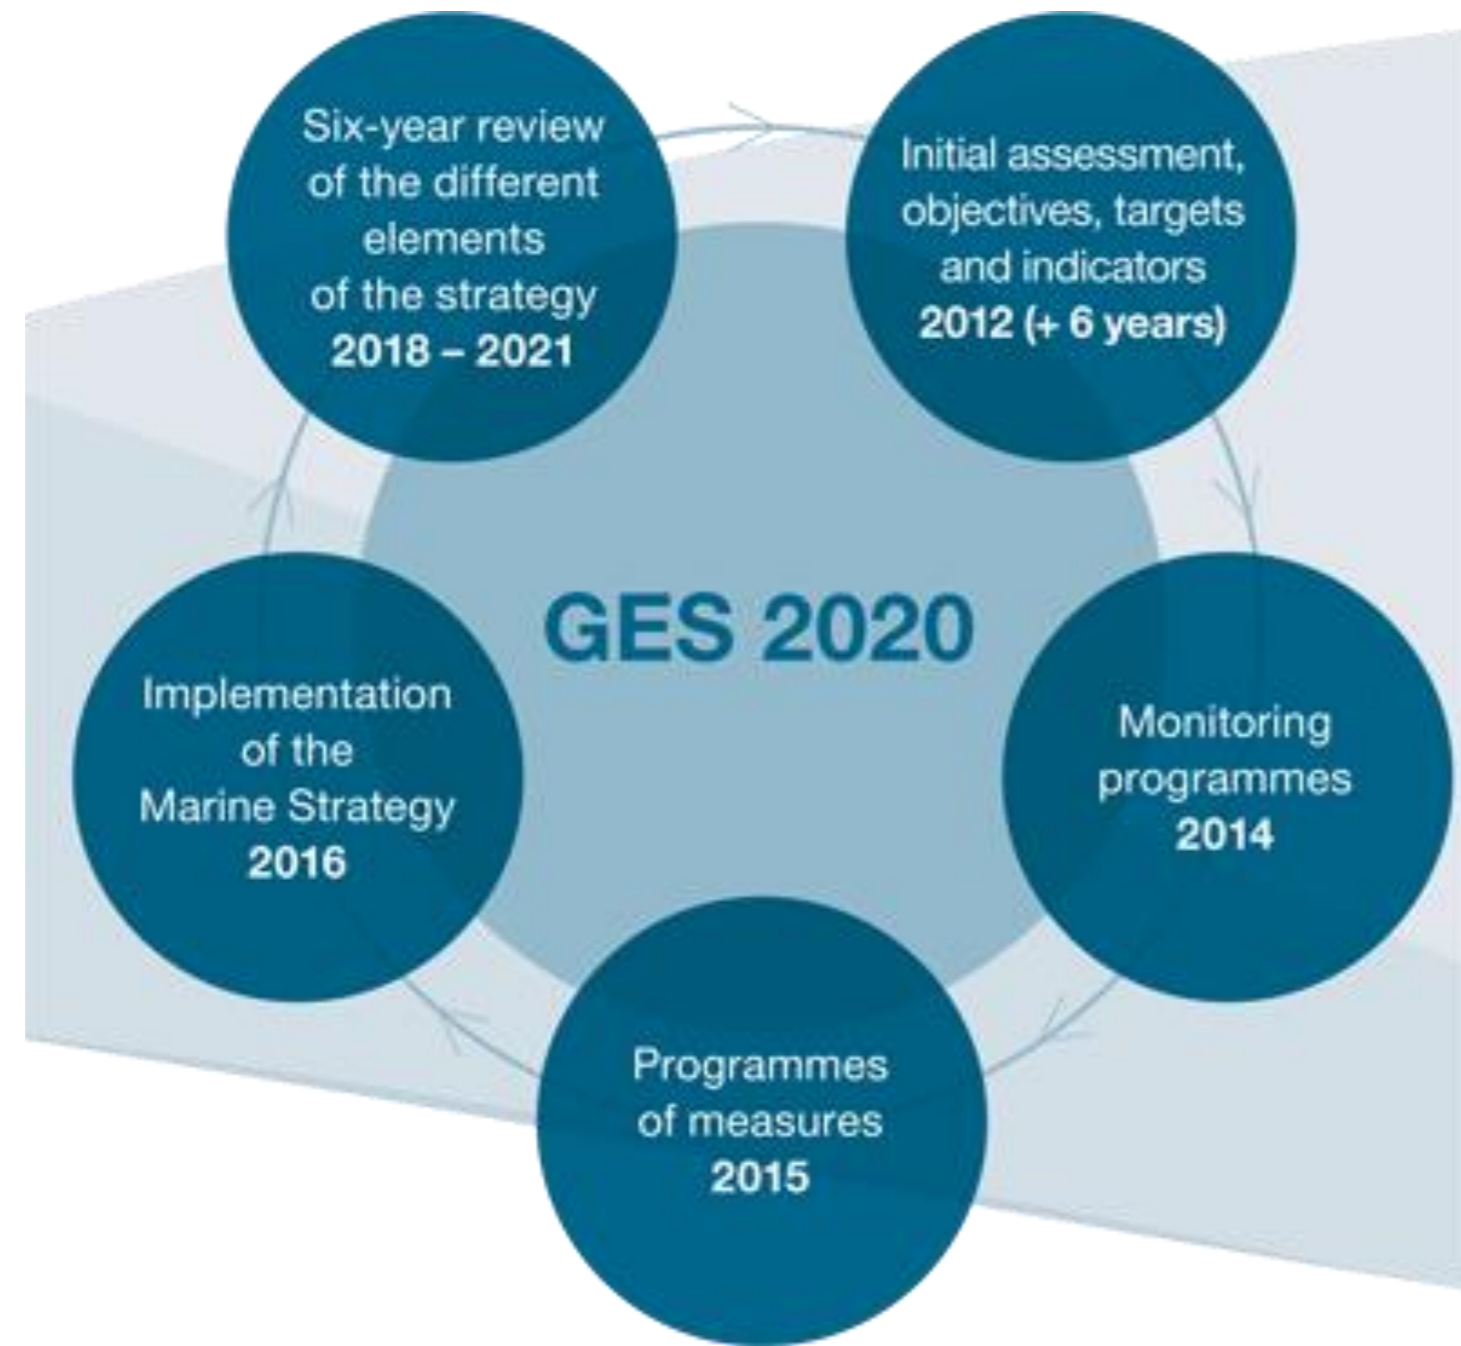 Six-year review
of the different
elements
of the strategy
2018 – 2021
Initial assessment,
objectives, targets
and indicators
2012 (+ 6 years)
GES 2020
Implementation
of the
Marine Strategy
2016
Monitoring
programmes
2014
Programmes
of measures
2015